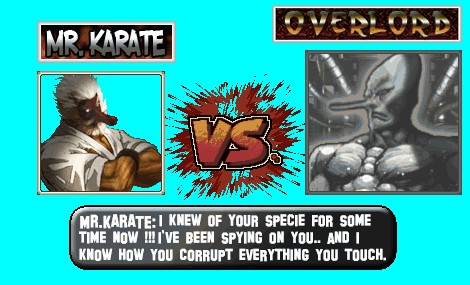 OVERLORD
MR. KARATE
VS.
MR.KARATE: I KNEW OF YOUR SPECIE FOR SOME
TIME NOW !!! I'VE BEEN SPYING ON YOU.. AND I
KNOW HOW YOU CORRUPT EVERYTHING YOU TOUCH.